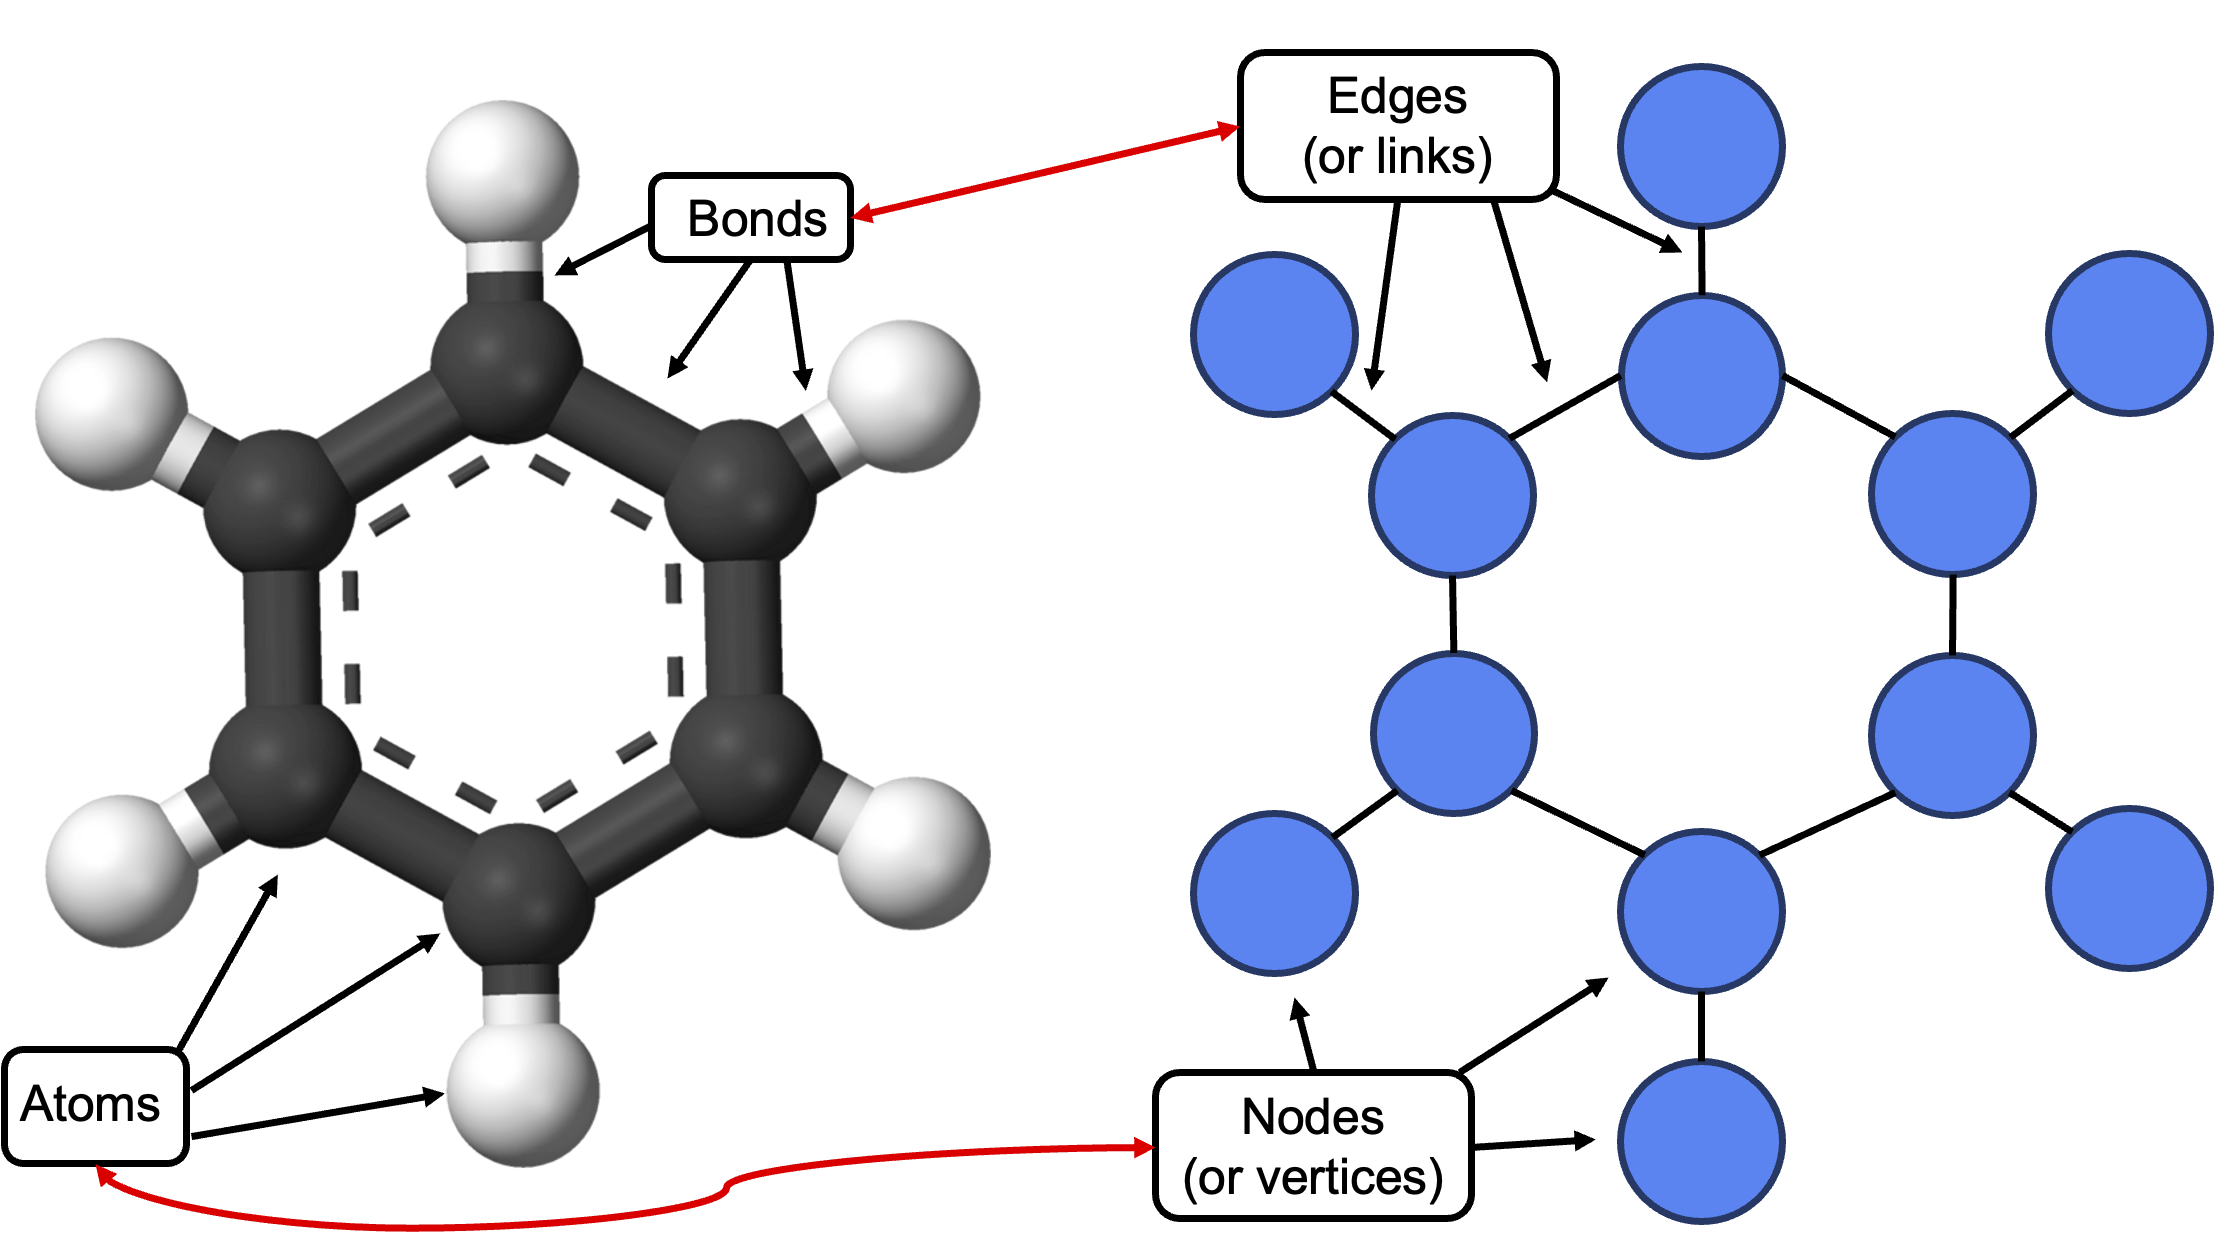 Edges
(or links)
Bonds
Atoms
Nodes
(or vertices)